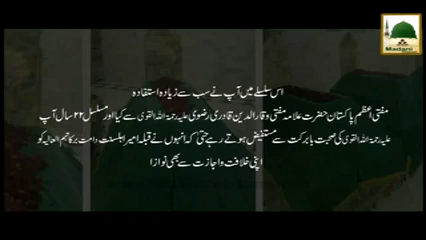 اس سلسلے میں آپ نے سب سے زیادہ استفادہ
مفتی اعظم پاکستان حضرت علامہ مفتی وقار الدین قادری رضوی علیہ رحمۃ اللہ القوی سے کیا اور مسلسل ۲۲ سال آپ
علیہ رحمۃ اللہ القوی کی صحبت بابرکت سے مستفیض ہوتے رہے حتیٰ کہ انہوں نے قبلہ امیر اہلسنت دامت برکاتہم العالیہ کو
اپنی خلافت و اجازت سے بھی نوازا
Madani